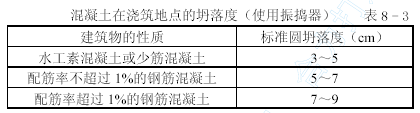 混凝土在浇筑地点的坍落度（使用振捣器） 表 8－3
建筑物的性质 标准圆坍落度（cm）
水工素混凝土或少筋混凝土 3～5
配筋率不超过 1%的钢筋混凝土 5～7
配筋率超过 1%的钢筋混凝土 7～9